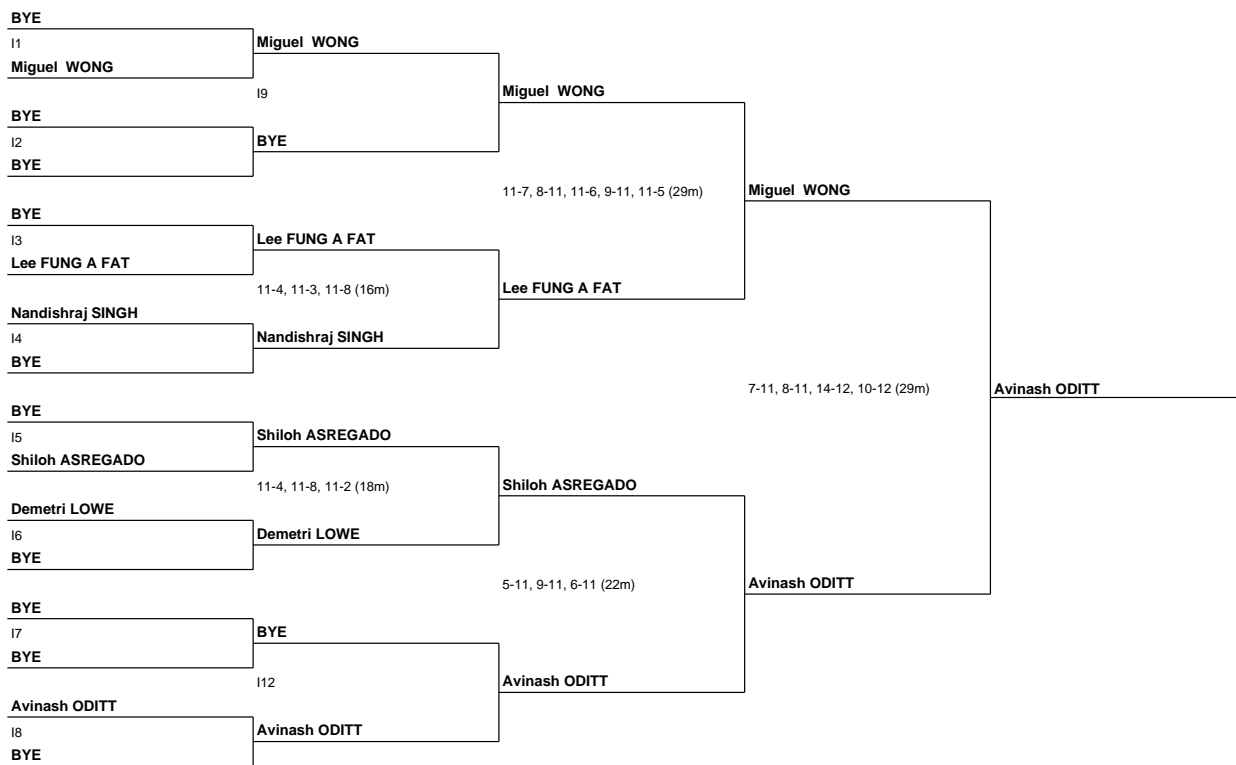 BYE
I1
Miguel WONG
Miguel WONG
I9
Miguel WONG
BYE
I2
BYE
BYE
11-7, 8-11, 11-6, 9-11, 11-5 (29m)
Miguel WONG
BYE
I3
Lee FUNG A FAT
Lee FUNG A FAT
11-4, 11-3, 11-8 (16m)
Lee FUNG A FAT
Nandishraj SINGH
I4
Nandishraj SINGH
BYE
7-11, 8-11, 14-12, 10-12 (29m)
Avinash ODITT
BYE
I5
Shiloh ASREGADO
Shiloh ASREGADO
11-4, 11-8, 11-2 (18m)
Shiloh ASREGADO
Demetri LOWE
I6
Demetri LOWE
BYE
5-11, 9-11, 6-11 (22m)
Avinash ODITT
BYE
I7
BYE
BYE
I12
Avinash ODITT
Avinash ODITT
I8
Avinash ODITT
BYE